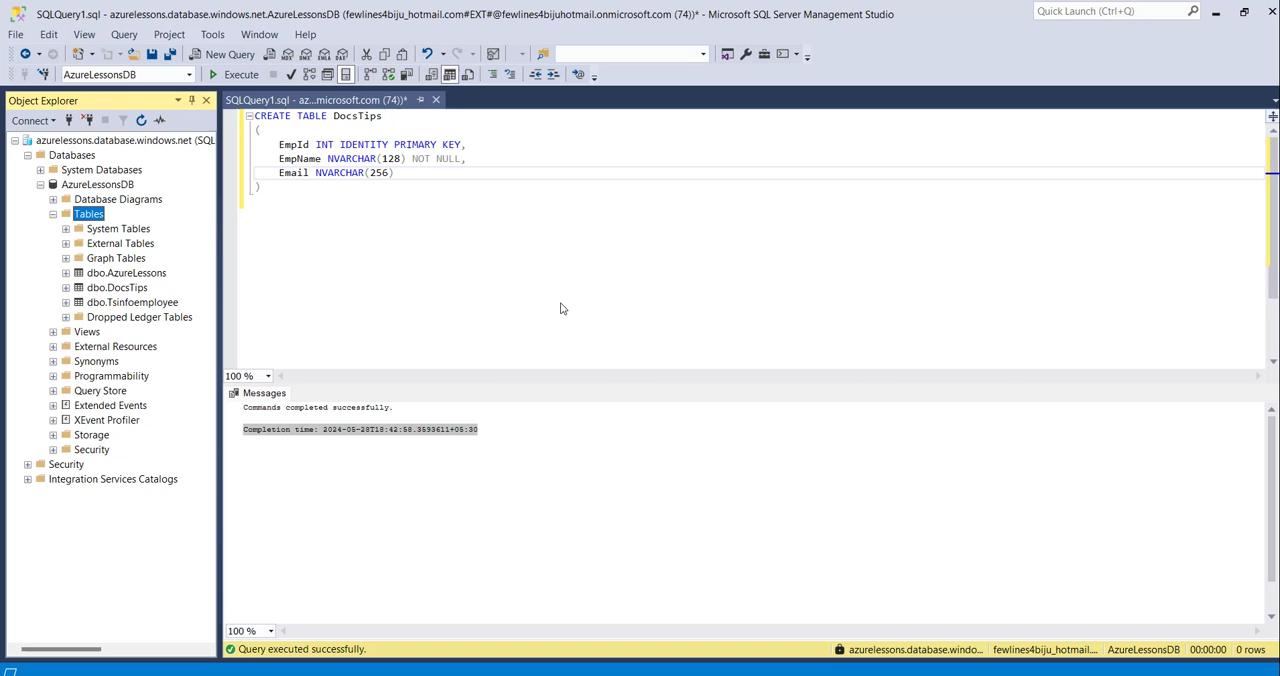 SQLQuery1.sql - azurelessons.database.windows.net.AzureLessonsDB (fewlines4biju_hotmail.com#EXT#@fewlines4bijuhotmail.onmicrosoft.com (74))* - Microsoft SQL Server Management Studio
Quick Launch (Ctrl+Q)
File Edit View Query Project Tools Window Help
New Query
AzureLessonsDB
Execute
Object Explorer
SQLQuery1.sql - az...microsoft.com (74))*
Connect
azurelessons.database.windows.net (SQL
Databases
System Databases
AzureLessonsDB
Database Diagrams
Tables
System Tables
External Tables
Graph Tables
dbo.AzureLessons
dbo.DocsTips
dbo.Tsinfoemployee
Dropped Ledger Tables
Views
External Resources
Synonyms
Programmability
Query Store
Extended Events
XEvent Profiler
Storage
Security
Security
Integration Services Catalogs
CREATE TABLE DocsTips
(
EmpId INT IDENTITY PRIMARY KEY,
EmpName NVARCHAR(128) NOT NULL,
Email NVARCHAR(256)
)
100 %
Messages
Commands completed successfully.
Completion time: 2024-05-28T18:42:58.3593611+05:30
100 %
Query executed successfully.
azurelessons.database.windo...
fewlines4biju_hotmail....
AzureLessonsDB
00:00:00
0 rows